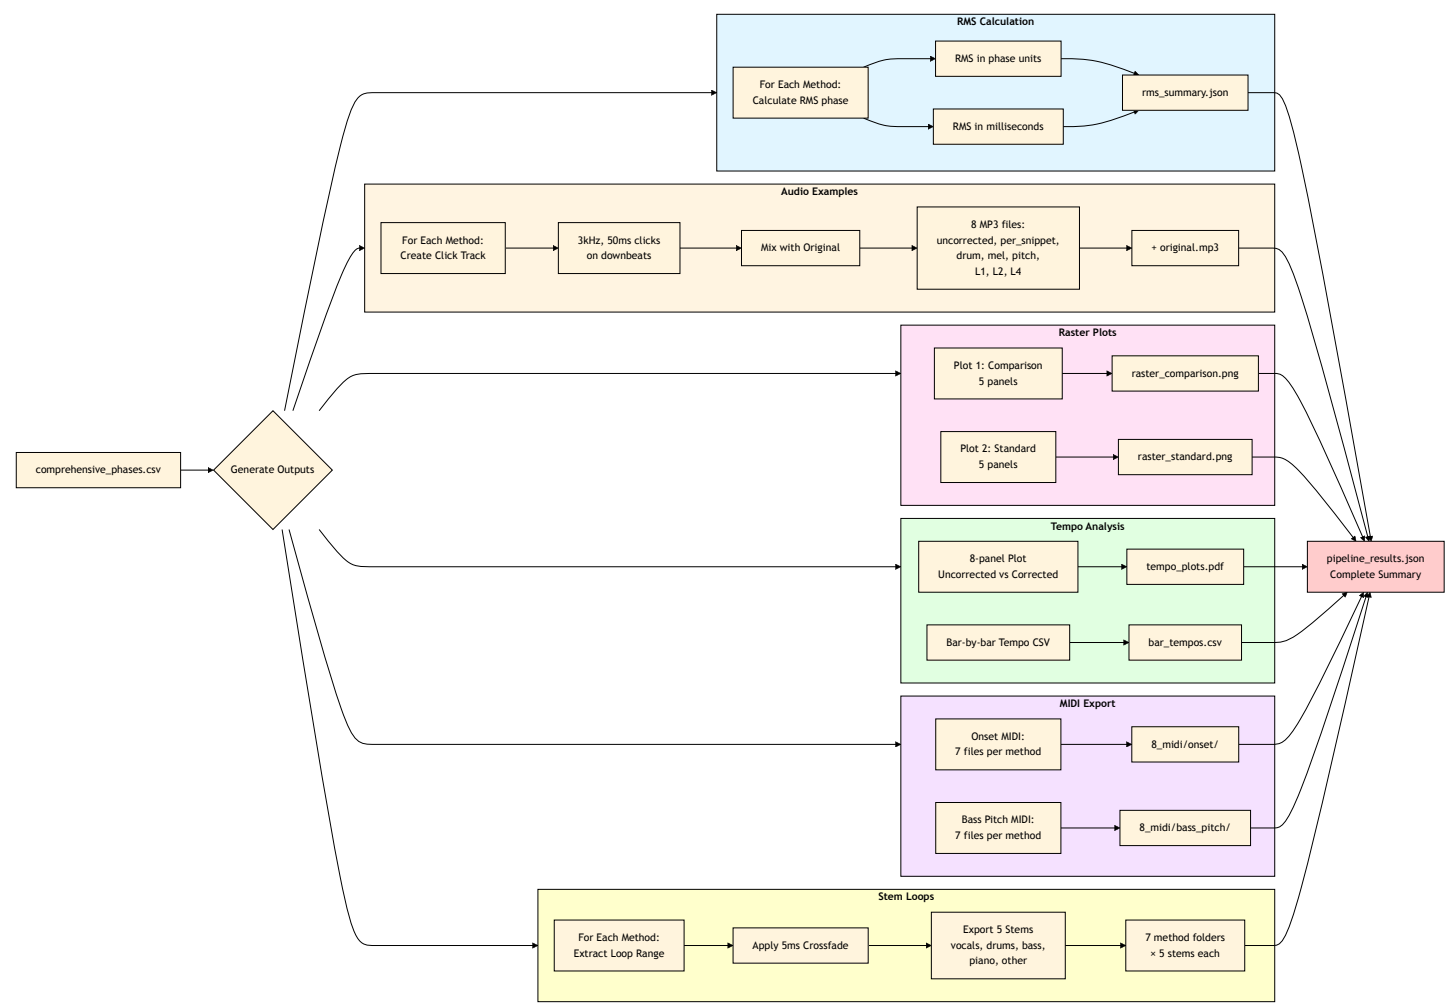 comprehensive_phases.csv
Generate Outputs
RMS Calculation
For Each Method:
Calculate RMS phase
RMS in phase units
RMS in milliseconds
rms_summary.json
Audio Examples
For Each Method:
Create Click Track
3kHz, 50ms clicks
on downbeats
Mix with Original
8 MP3 files:
uncorrected, per_snippet,
drum, mel, pitch,
L1, L2, L4
+ original.mp3
Raster Plots
Plot 1: Comparison
5 panels
raster_comparison.png
Plot 2: Standard
5 panels
raster_standard.png
Tempo Analysis
8-panel Plot
Uncorrected vs Corrected
tempo_plots.pdf
Bar-by-bar Tempo CSV
bar_tempos.csv
MIDI Export
Onset MIDI:
7 files per method
8_midi/onset/
Bass Pitch MIDI:
7 files per method
8_midi/bass_pitch/
Stem Loops
For Each Method:
Extract Loop Range
Apply 5ms Crossfade
Export 5 Stems
vocals, drums, bass,
piano, other
7 method folders
× 5 stems each
pipeline_results.json
Complete Summary